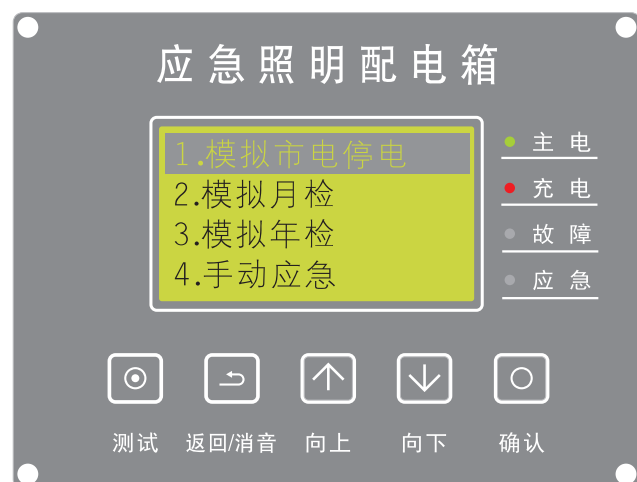 应急照明配电箱
1.模拟市电停电
2.模拟月检
3.模拟年检
4.手动应急
主电
充电
故障
应急
测试 返回/消音 向上 向下 确认